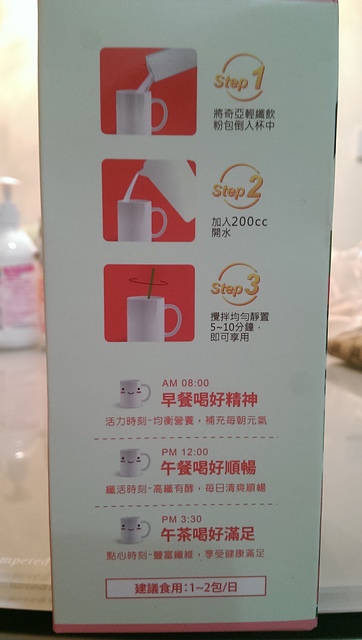 Step 1
將奇亞輕纖飲
粉包倒入杯中
Step 2
加入200cc
開水
Step 3
攪拌均勻靜置
5~10分鐘，
即可享用
AM 08:00
早餐喝好精神
活力時刻~均衡營養，補充每朝元氣
PM 12:00
午餐喝好順暢
纖活時刻~高纖有酵，每日清爽順暢
PM 3:30
午茶喝好滿足
點心時刻~豐富纖維，享受健康滿足
建議食用：1~2包/日